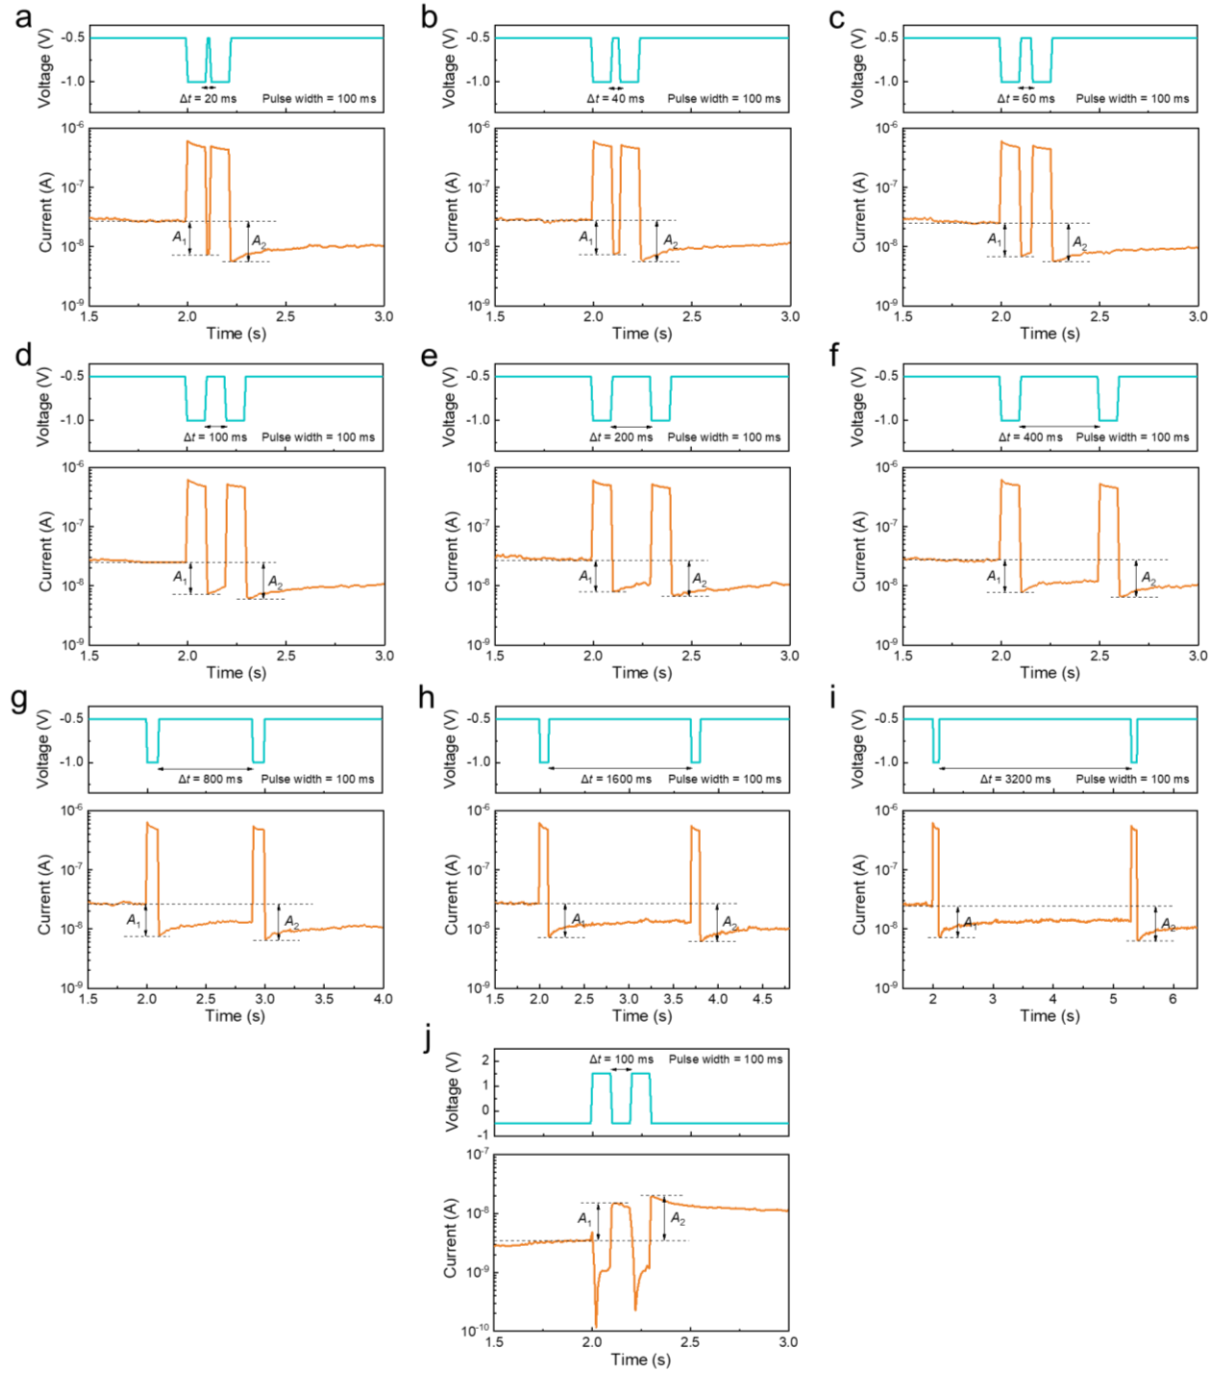 a
Voltage (V)
-0.5
-1.0
Δt = 20 ms Pulse width = 100 ms
Current (A)
10⁻⁶
10⁻⁷
10⁻⁸
10⁻⁹
A₁
A₂
1.5 2.0 2.5 3.0
Time (s)
b
Voltage (V)
-0.5
-1.0
Δt = 40 ms Pulse width = 100 ms
Current (A)
10⁻⁶
10⁻⁷
10⁻⁸
10⁻⁹
A₁
A₂
1.5 2.0 2.5 3.0
Time (s)
c
Voltage (V)
-0.5
-1.0
Δt = 60 ms Pulse width = 100 ms
Current (A)
10⁻⁶
10⁻⁷
10⁻⁸
10⁻⁹
A₁
A₂
1.5 2.0 2.5 3.0
Time (s)
d
Voltage (V)
-0.5
-1.0
Δt = 100 ms Pulse width = 100 ms
Current (A)
10⁻⁶
10⁻⁷
10⁻⁸
10⁻⁹
A₁
A₂
1.5 2.0 2.5 3.0
Time (s)
e
Voltage (V)
-0.5
-1.0
Δt = 200 ms Pulse width = 100 ms
Current (A)
10⁻⁶
10⁻⁷
10⁻⁸
10⁻⁹
A₁
A₂
1.5 2.0 2.5 3.0
Time (s)
f
Voltage (V)
-0.5
-1.0
Δt = 400 ms Pulse width = 100 ms
Current (A)
10⁻⁶
10⁻⁷
10⁻⁸
10⁻⁹
A₁
A₂
1.5 2.0 2.5 3.0
Time (s)
g
Voltage (V)
-0.5
-1.0
Δt = 800 ms Pulse width = 100 ms
Current (A)
10⁻⁶
10⁻⁷
10⁻⁸
10⁻⁹
A₁
A₂
1.5 2.0 2.5 3.0 3.5 4.0
Time (s)
h
Voltage (V)
-0.5
-1.0
Δt = 1600 ms Pulse width = 100 ms
Current (A)
10⁻⁶
10⁻⁷
10⁻⁸
10⁻⁹
A₁
A₂
1.5 2.0 2.5 3.0 3.5 4.0 4.5
Time (s)
i
Voltage (V)
-0.5
-1.0
Δt = 3200 ms Pulse width = 100 ms
Current (A)
10⁻⁶
10⁻⁷
10⁻⁸
10⁻⁹
A₁
A₂
2 3 4 5 6
Time (s)
j
Voltage (V)
2
1
0
-1
Δt = 100 ms Pulse width = 100 ms
Current (A)
10⁻⁷
10⁻⁸
10⁻⁹
10⁻¹⁰
A₁
A₂
1.5 2.0 2.5 3.0
Time (s)